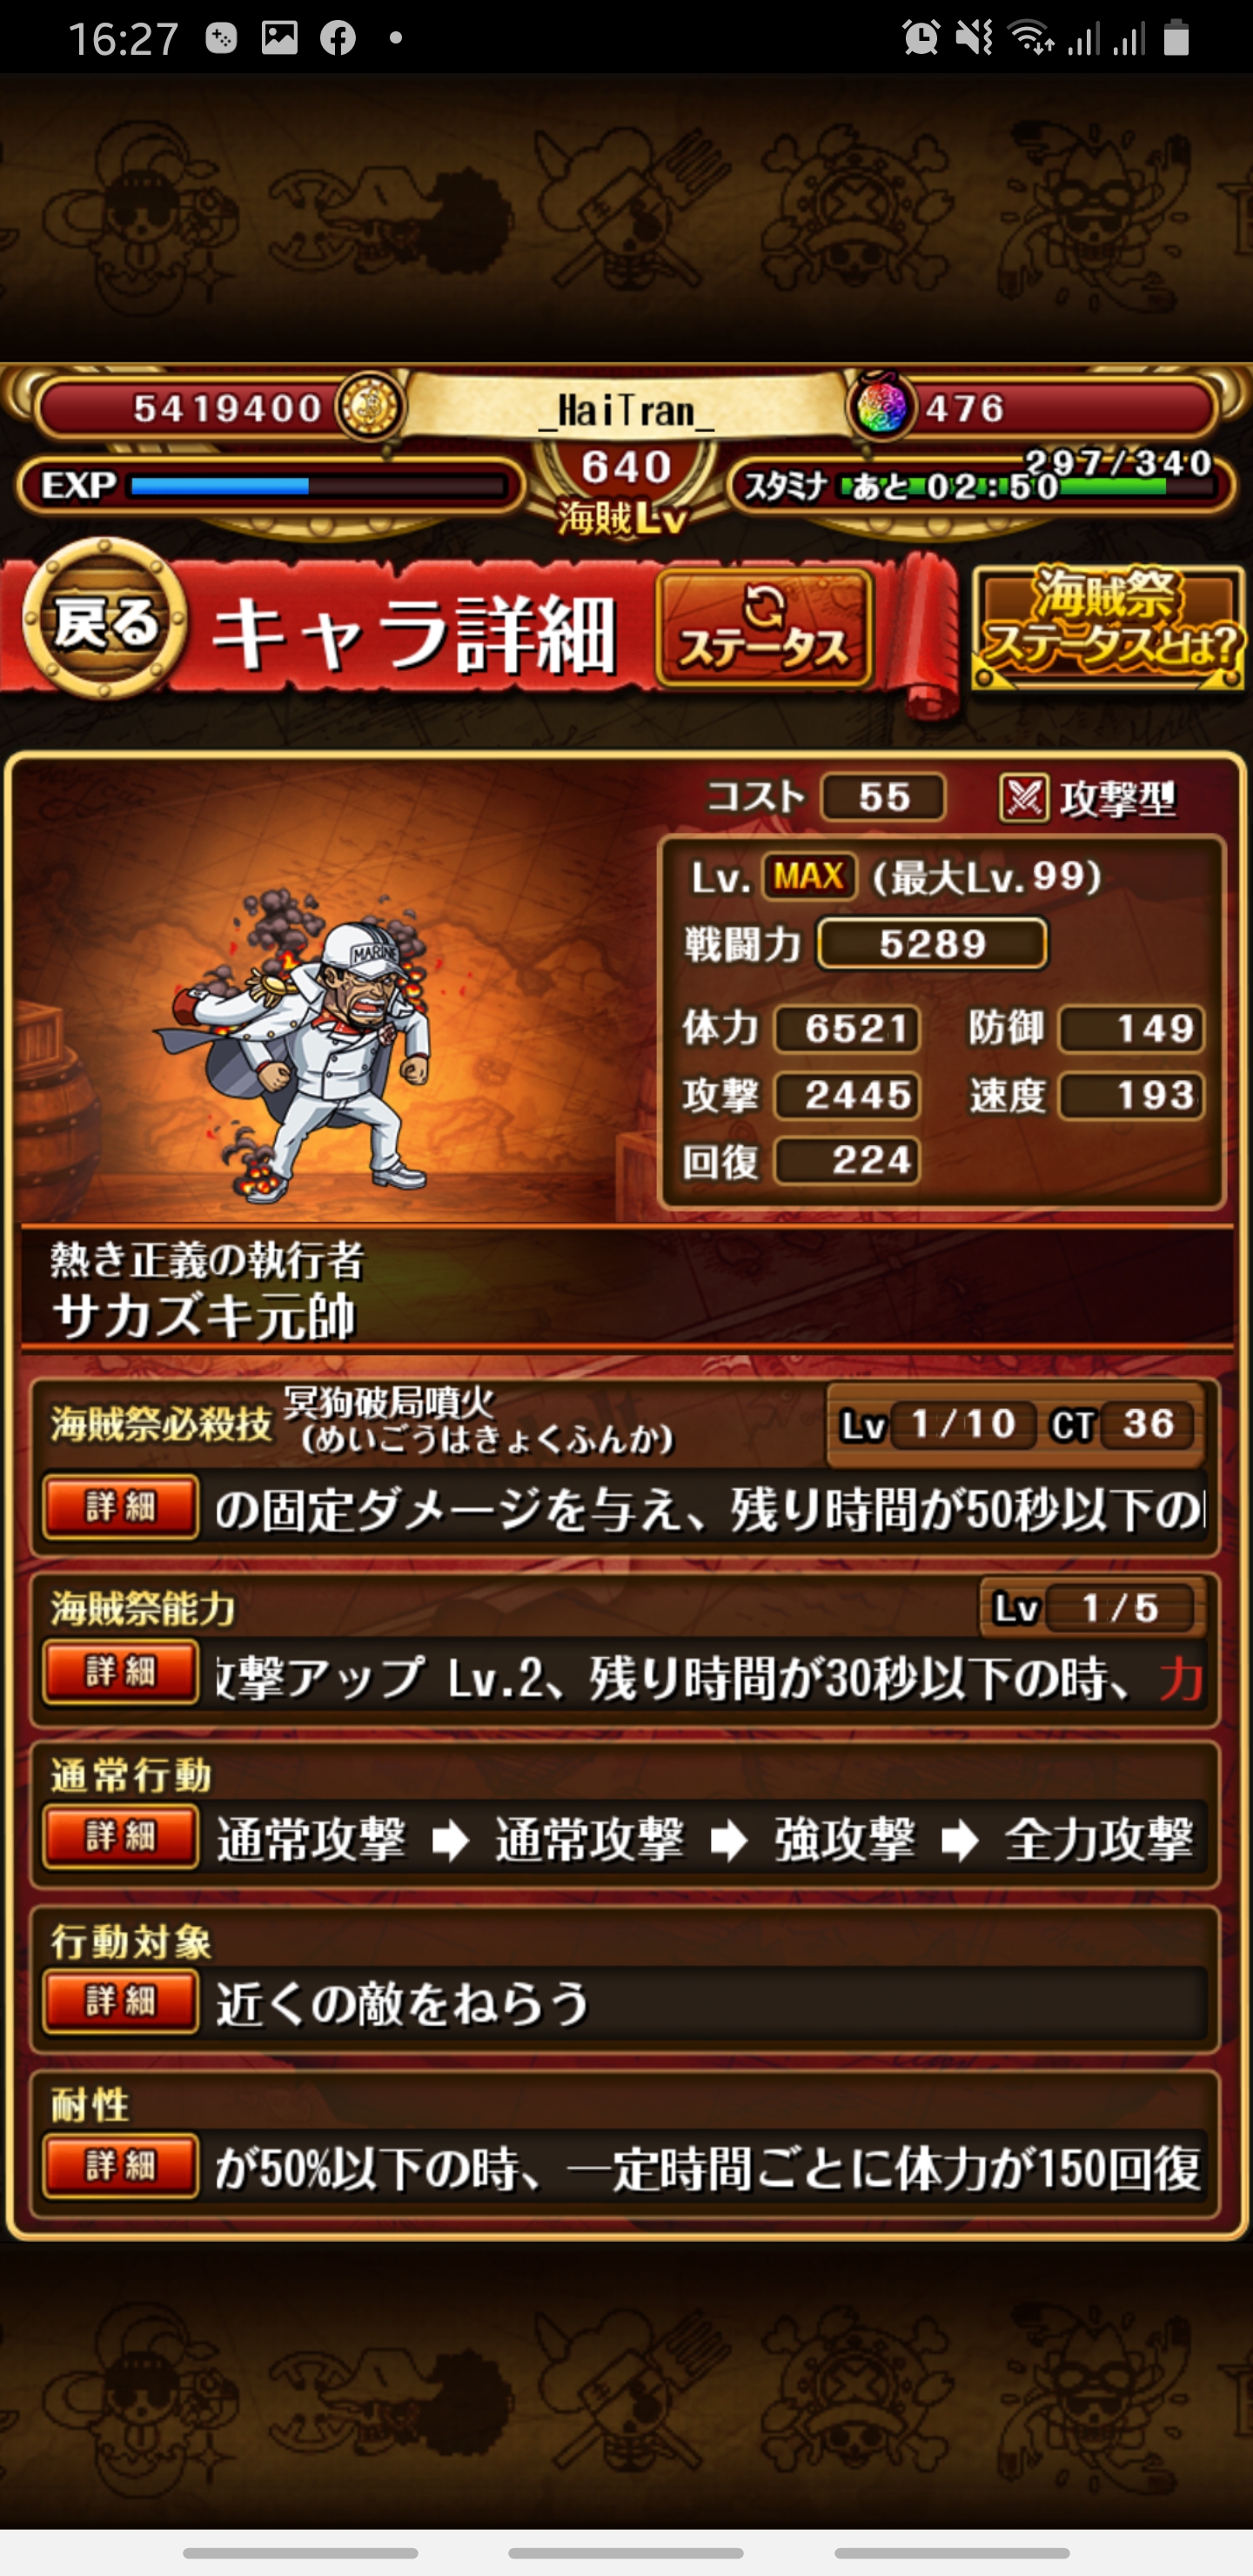 16:27
5419400
_HaiTran_
476
EXP
640
海賊Lv
スタミナ あと 02:50
297/340
戻る
キャラ詳細
ステータス
海賊祭
ステータスとは?
コスト 55
攻撃型
Lv. MAX (最大Lv.99)
戦闘力 5289
体力 6521 防御 149
攻撃 2445 速度 193
回復 224
MARINE
熱き正義の執行者
サカズキ元帥
海賊祭必殺技
冥狗破局噴火
(めいごうはきょくふんか)
Lv 1/10 CT 36
詳細 の固定ダメージを与え、残り時間が50秒以下の
海賊祭能力
Lv 1/5
詳細 攻撃アップ Lv.2、残り時間が30秒以下の時、カ
通常行動
詳細 通常攻撃 ➡ 通常攻撃 ➡ 強攻撃 ➡ 全力攻撃
行動対象
詳細 近くの敵をねらう
耐性
詳細 が50%以下の時、一定時間ごとに体力が150回復